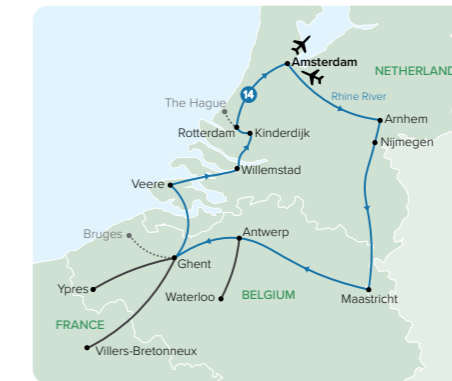 Amsterdam
NETHERLAND
Rhine River
The Hague
14
Arnhem
Rotterdam
Kinderdijk
Nijmegen
Willemstad
Veere
Bruges
Antwerp
Ghent
Ypres
Waterloo
BELGIUM
Maastricht
FRANCE
Villers-Bretonneux